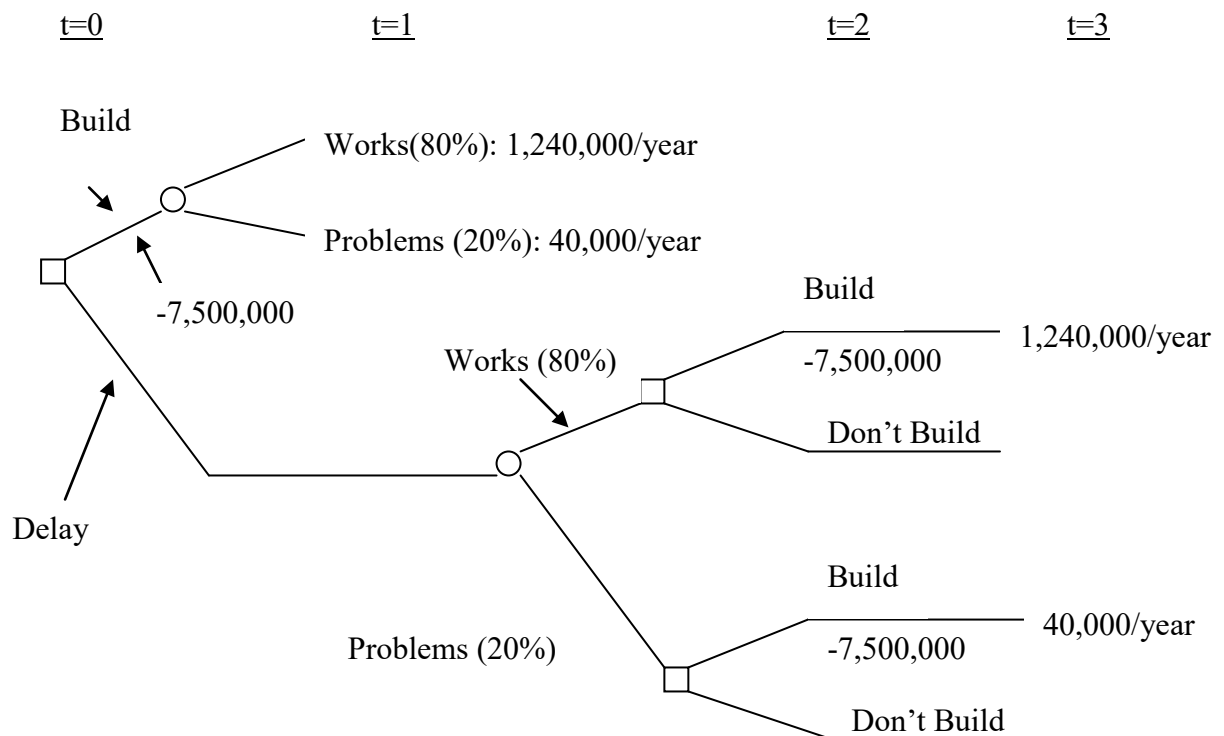 t=0 t=1 t=2 t=3
Build
Works(80%): 1,240,000/year
Problems (20%): 40,000/year
-7,500,000
Build
Works (80%)
-7,500,000
1,240,000/year
Don’t Build
Delay
Build
Problems (20%)
-7,500,000
40,000/year
Don’t Build